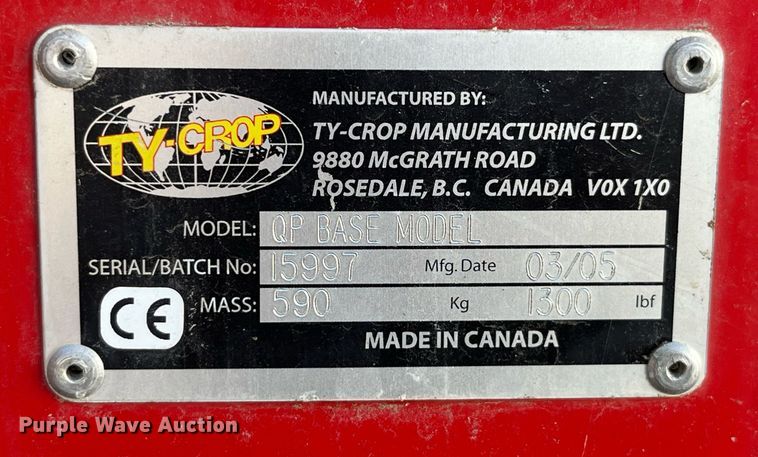 TY-CROP
MANUFACTURED BY:
TY-CROP MANUFACTURING LTD.
9880 McGRATH ROAD
ROSEDALE, B.C. CANADA V0X 1X0
MODEL: QP BASE MODEL
SERIAL/BATCH No: 15997 Mfg. Date 03/05
MASS: 590 Kg 1300 lbf
CE
MADE IN CANADA
Purple Wave Auction